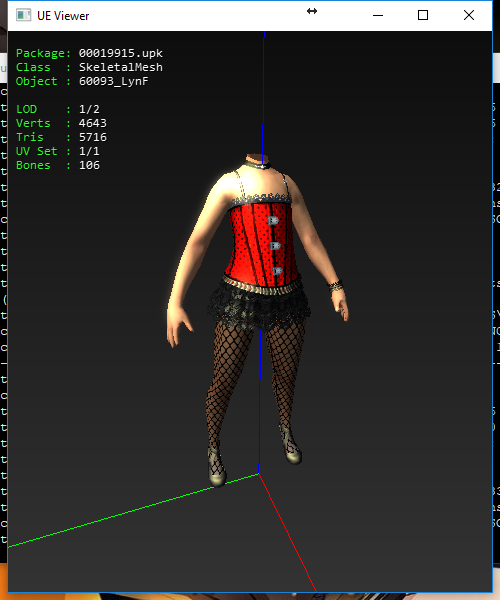 UE Viewer
Package: 00019915.upk
Class  : SkeletalMesh
Object : 60093_LynF
LOD    : 1/2
Verts  : 4643
Tris   : 5716
UV Set : 1/1
Bones  : 106